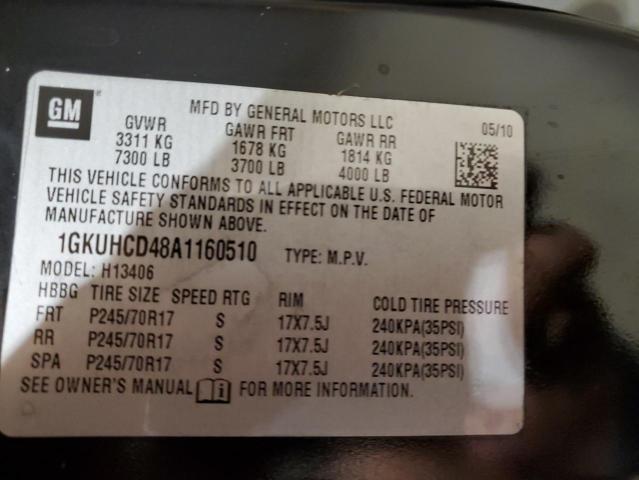 GM
MFD BY GENERAL MOTORS LLC
05/10
GVWR GAWR FRT GAWR RR
3311 KG 1678 KG 1814 KG
7300 LB 3700 LB 4000 LB
THIS VEHICLE CONFORMS TO ALL APPLICABLE U.S. FEDERAL MOTOR
VEHICLE SAFETY STANDARDS IN EFFECT ON THE DATE OF
MANUFACTURE SHOWN ABOVE.
1GKUHCD48A1160510 TYPE: M.P.V.
MODEL: H13406
HBBG TIRE SIZE SPEED RTG RIM COLD TIRE PRESSURE
FRT P245/70R17 S 17X7.5J 240KPA(35PSI)
RR P245/70R17 S 17X7.5J 240KPA(35PSI)
SPA P245/70R17 S 17X7.5J 240KPA(35PSI)
SEE OWNER'S MANUAL FOR MORE INFORMATION.